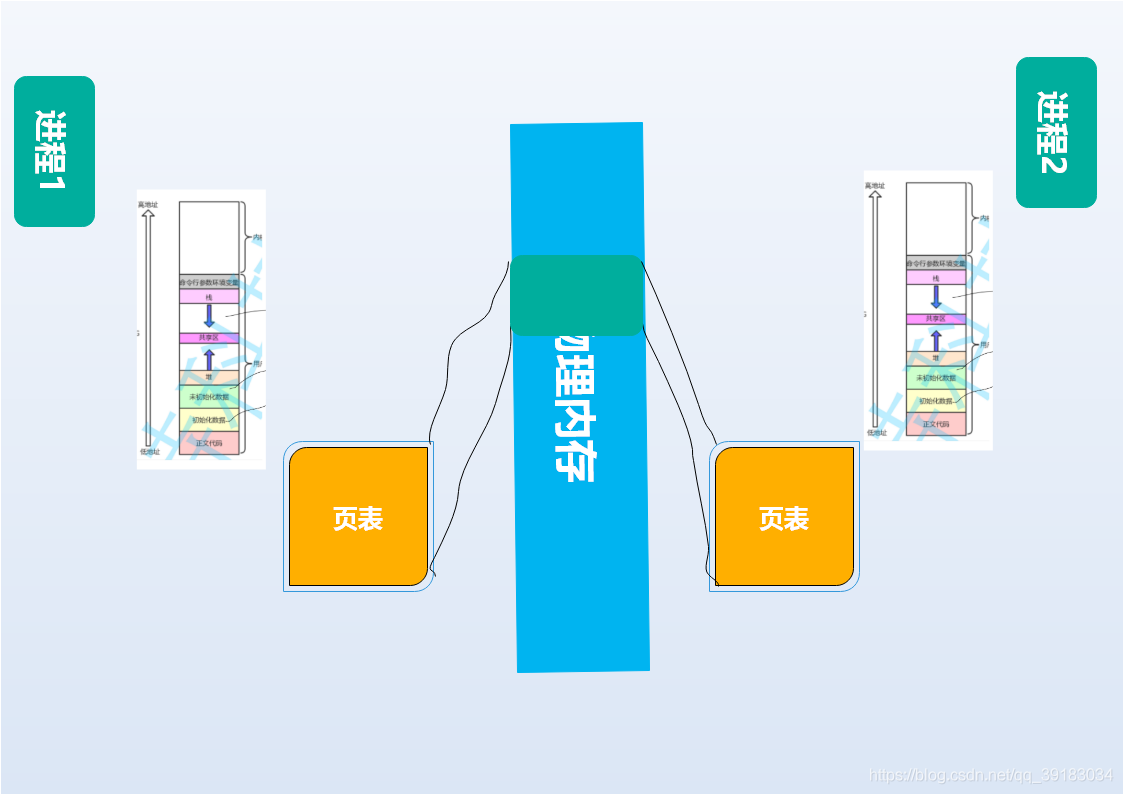 进程1
进程2
物理内存
页表
页表
高地址
命令行参数环境变量
栈
共享区
堆
未初始化数据
初始化数据
正文代码
低地址
高地址
命令行参数环境变量
栈
共享区
堆
未初始化数据
初始化数据
正文代码
低地址
https://blog.csdn.net/qq_39183034